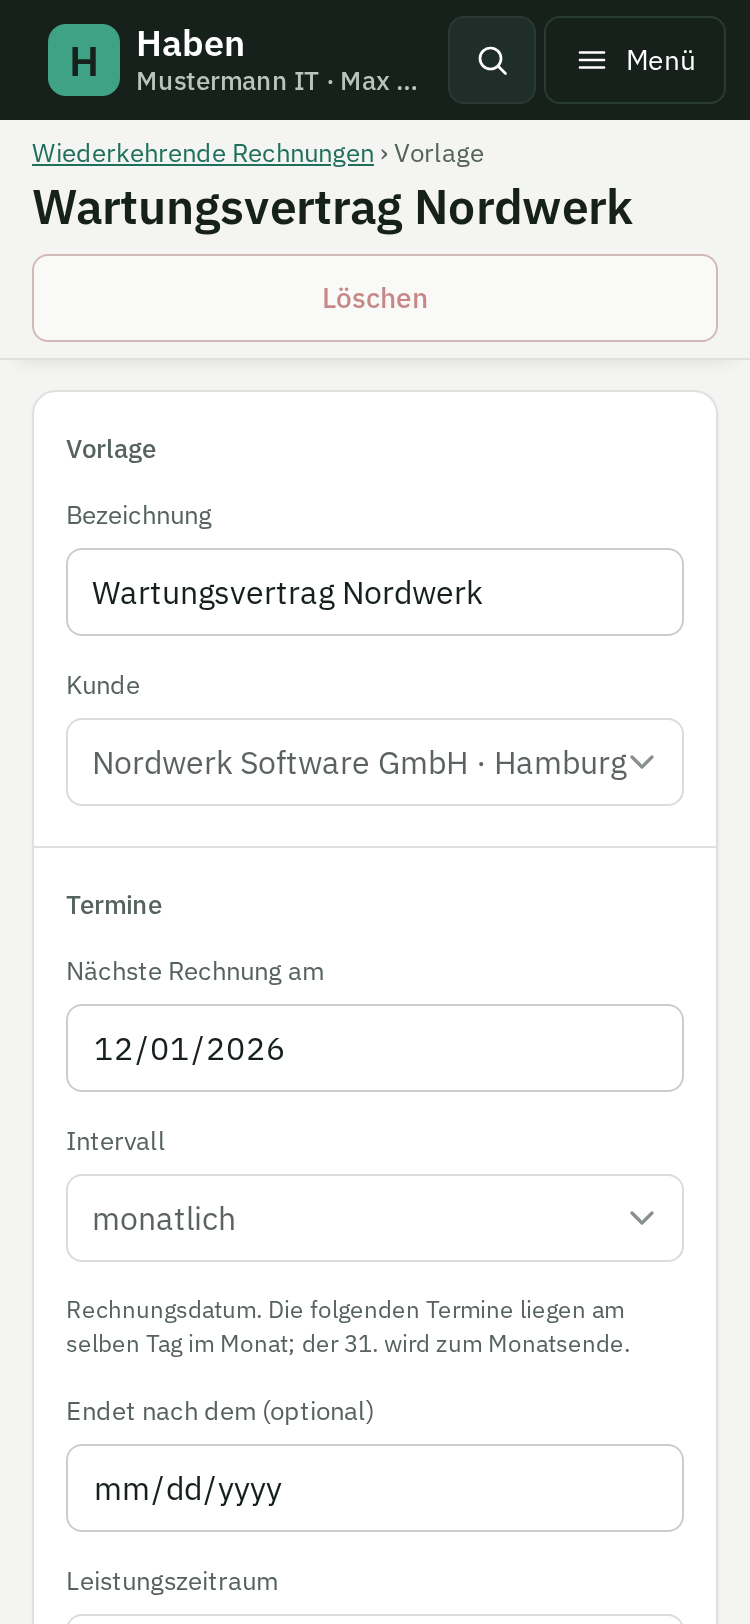 H
Haben
Mustermann IT · Max ...
Menü
Wiederkehrende Rechnungen › Vorlage
Wartungsvertrag Nordwerk
Löschen
Vorlage
Bezeichnung
Wartungsvertrag Nordwerk
Kunde
Nordwerk Software GmbH · Hamburg
Termine
Nächste Rechnung am
12/01/2026
Intervall
monatlich
Rechnungsdatum. Die folgenden Termine liegen am
selben Tag im Monat; der 31. wird zum Monatsende.
Endet nach dem (optional)
mm/dd/yyyy
Leistungszeitraum